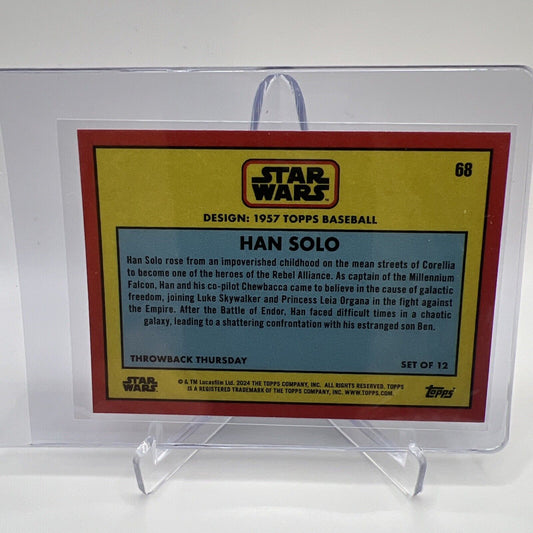 68
STAR
WARS
DESIGN: 1957 TOPPS BASEBALL
HAN SOLO
Han Solo rose from an impoverished childhood on the mean streets of Corellia
to become one of the heroes of the Rebel Alliance. As captain of the Millennium
Falcon, Han and his co-pilot Chewbacca came to believe in the cause of galactic
freedom, joining Luke Skywalker and Princess Leia Organa in the fight against
the Empire. After the Battle of Endor, Han faced difficult times in a chaotic
galaxy, leading to a shattering confrontation with his estranged son Ben.
THROWBACK THURSDAY SET OF 12
STAR
WARS
© & TM Lucasfilm Ltd. 2024 THE TOPPS COMPANY, INC. ALL RIGHTS RESERVED. TOPPS
IS A REGISTERED TRADEMARK OF THE TOPPS COMPANY, INC. WWW.TOPPS.COM
topps